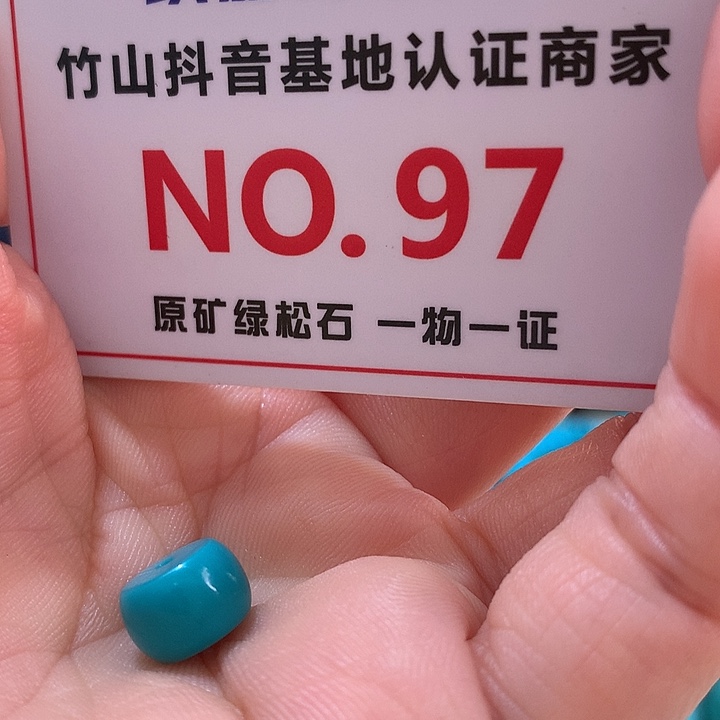 竹山抖音基地认证商家
NO.97
原矿绿松石 一物一证